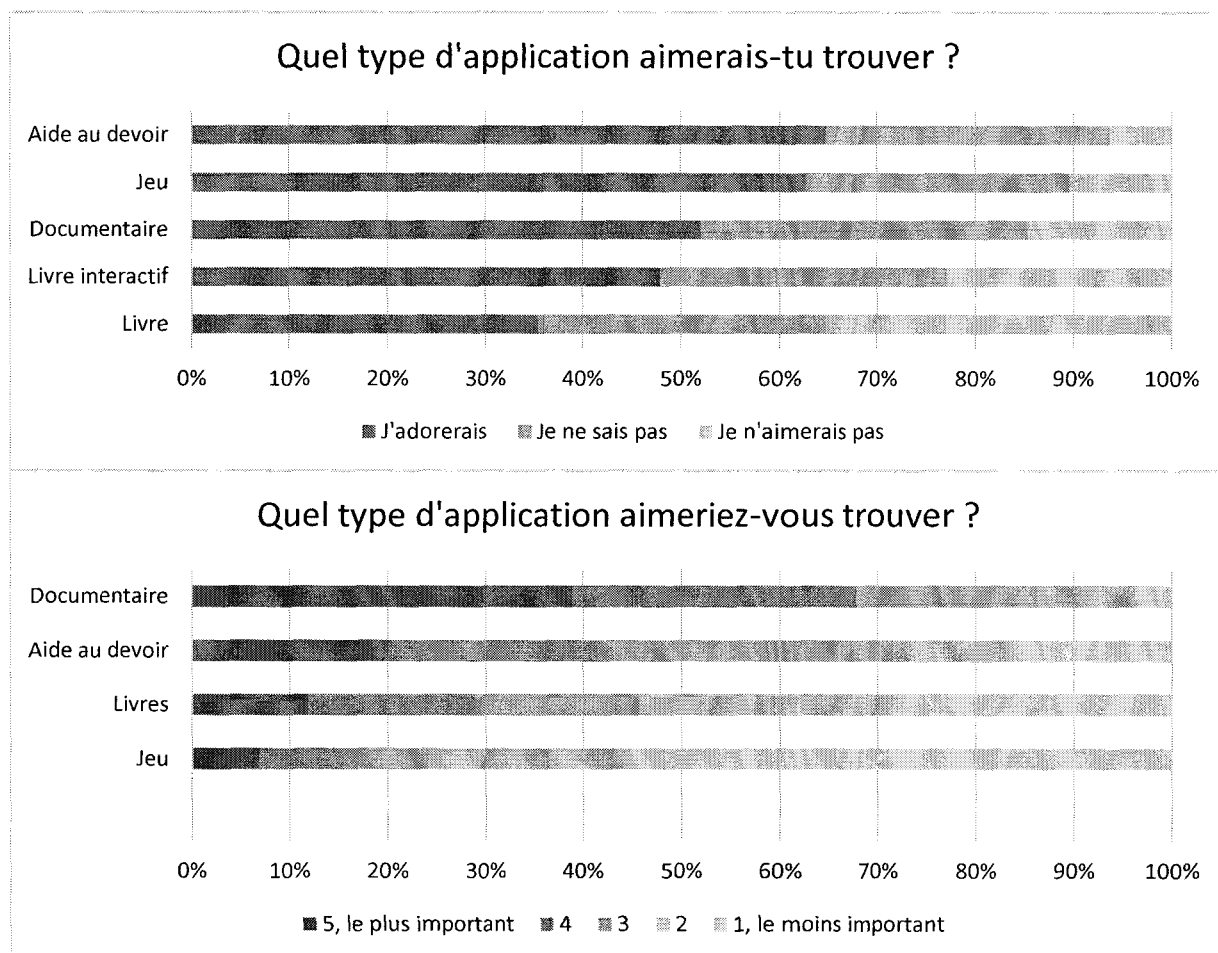 Quel type d'application aimerais-tu trouver ?
Aide au devoir
Jeu
Documentaire
Livre interactif
Livre
0% 10% 20% 30% 40% 50% 60% 70% 80% 90% 100%
J'adorerais Je ne sais pas Je n'aimerais pas
Quel type d'application aimeriez-vous trouver ?
Documentaire
Aide au devoir
Livres
Jeu
0% 10% 20% 30% 40% 50% 60% 70% 80% 90% 100%
5, le plus important 4 3 2 1, le moins important